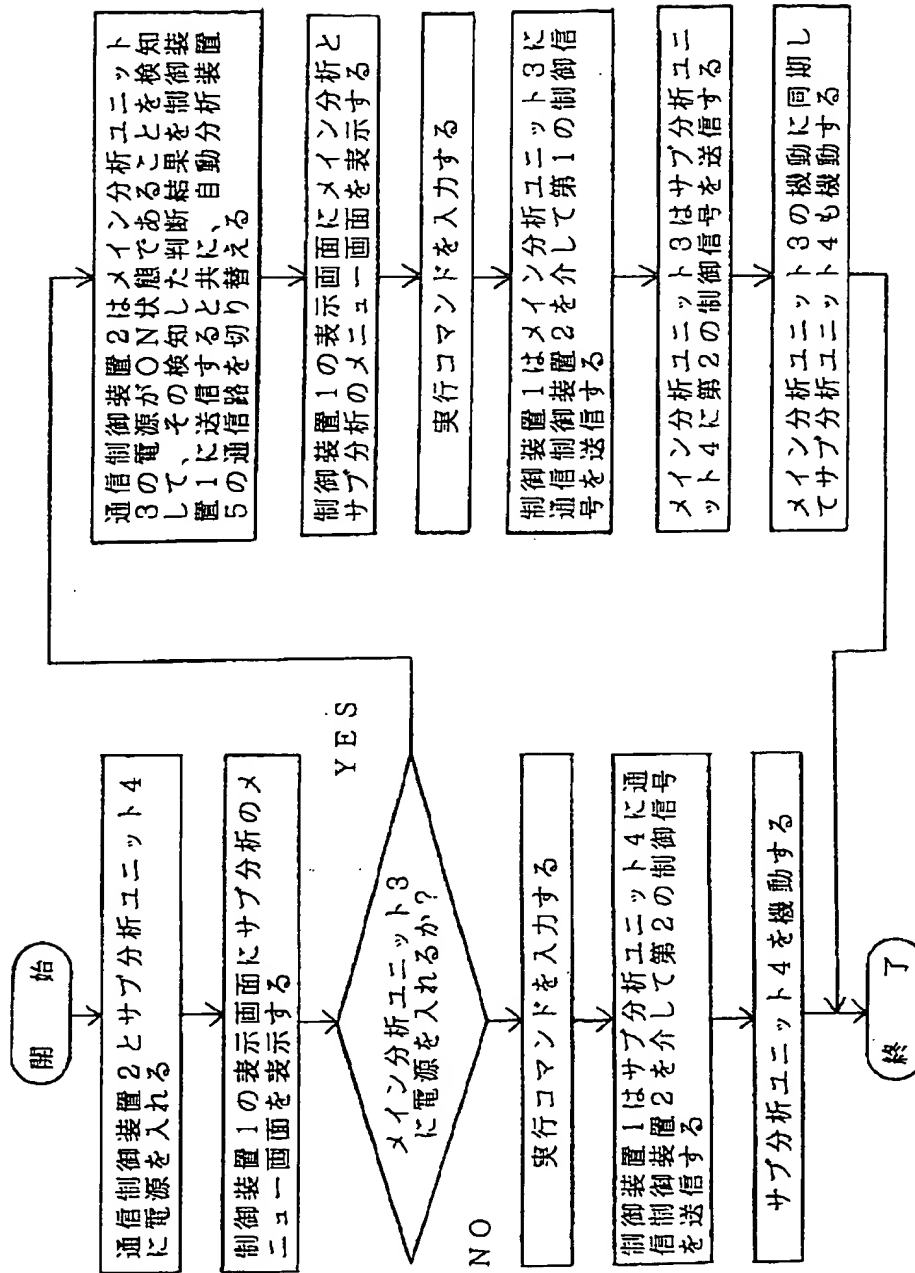 開 始
通信制御装置2とサブ分析ユニット4
に電源を入れる
制御装置1の表示画面にサブ分析のメ
ニュー画面を表示する
メイン分析ユニット3
に電源を入れるか?
YES
NO
実行コマンドを入力する
制御装置1はサブ分析ユニット4に通
信制御装置2を介して第2の制御信号
を送信する
サブ分析ユニット4を機動する
終 了
通信制御装置2はメイン分析ユニット
3の電源がON状態であることを検知
して、その検知した判断結果を制御装
置1に送信すると共に、自動分析装置
5の通信路を切り替える
制御装置1の表示画面にメイン分析と
サブ分析のメニュー画面を表示する
実行コマンドを入力する
制御装置1はメイン分析ユニット3に
通信制御装置2を介して第1の制御信
号を送信する
メイン分析ユニット3はサブ分析ユニ
ット4に第2の制御信号を送信する
メイン分析ユニット3の機動に同期し
てサブ分析ユニット4も機動する